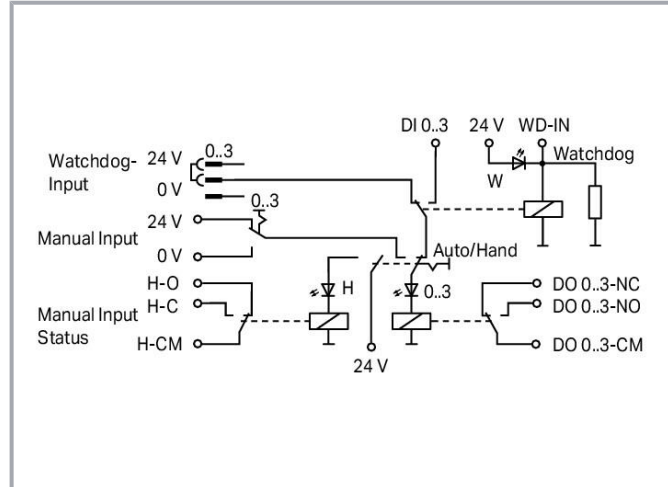 DI 0..3 24 V WD-IN
24 V 0..3
Watchdog-
Input
W
Watchdog
0 V
0..3
24 V
Manual Input
0 V
Auto/Hand
H-O
H
0..3
DO 0..3-NC
H-C
DO 0..3-NO
Manual Input
Status
H-CM
DO 0..3-CM
24 V